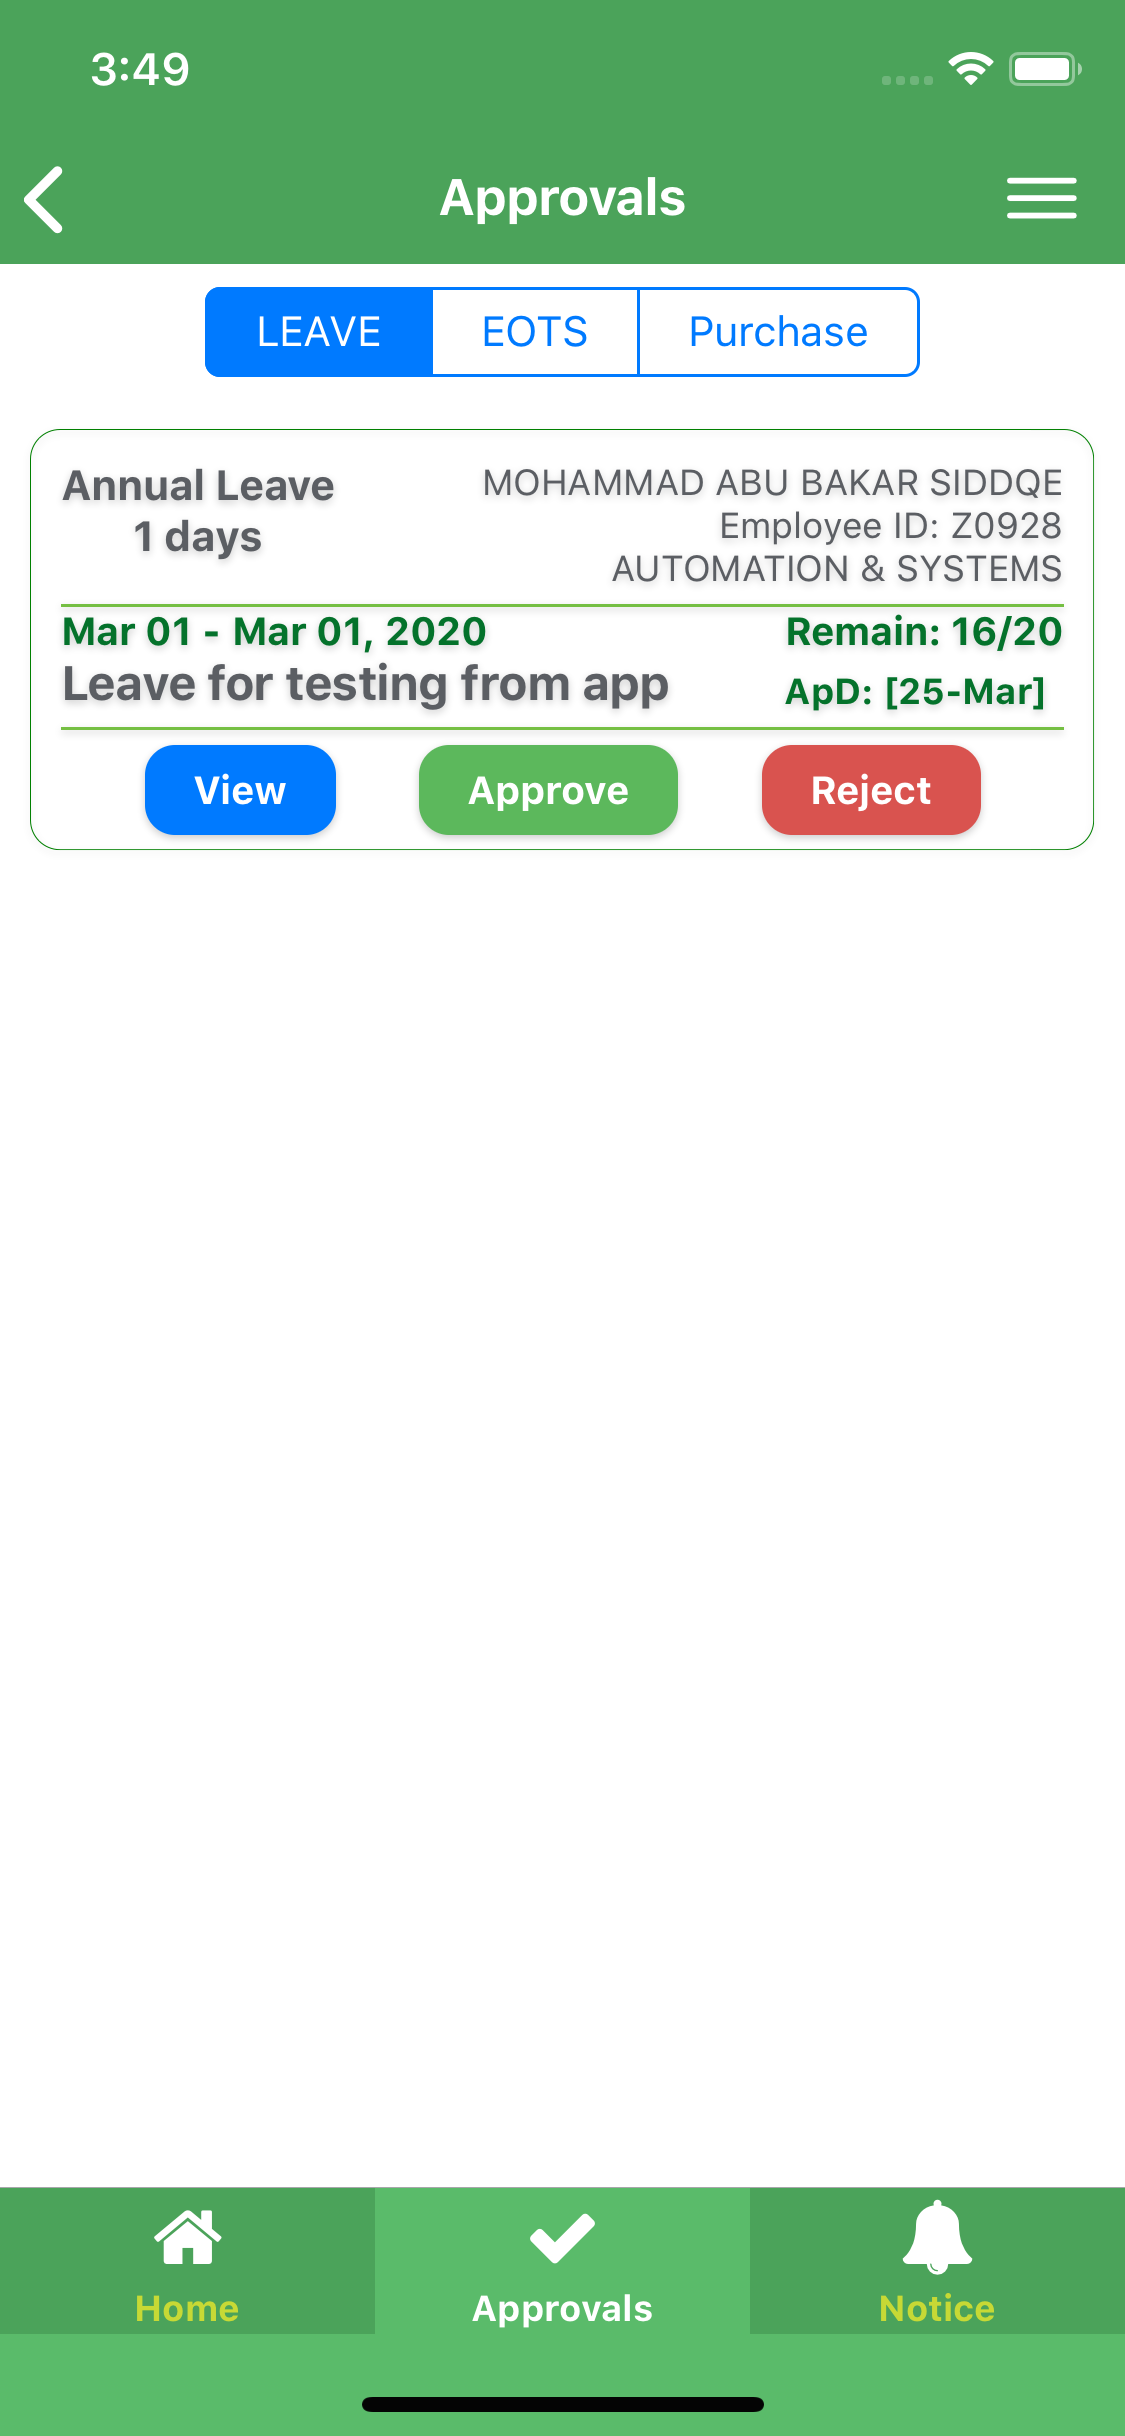 3:49
Approvals
LEAVE EOTS Purchase
Annual Leave
1 days
MOHAMMAD ABU BAKAR SIDDQE
Employee ID: Z0928
AUTOMATION & SYSTEMS
Mar 01 - Mar 01, 2020 Remain: 16/20
Leave for testing from app ApD: [25-Mar]
View Approve Reject
Home Approvals Notice